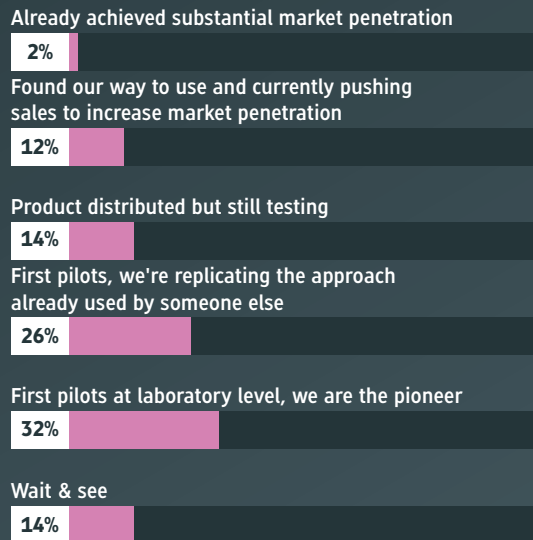 Already achieved substantial market penetration
2%
Found our way to use and currently pushing
sales to increase market penetration
12%
Product distributed but still testing
14%
First pilots, we're replicating the approach
already used by someone else
26%
First pilots at laboratory level, we are the pioneer
32%
Wait & see
14%